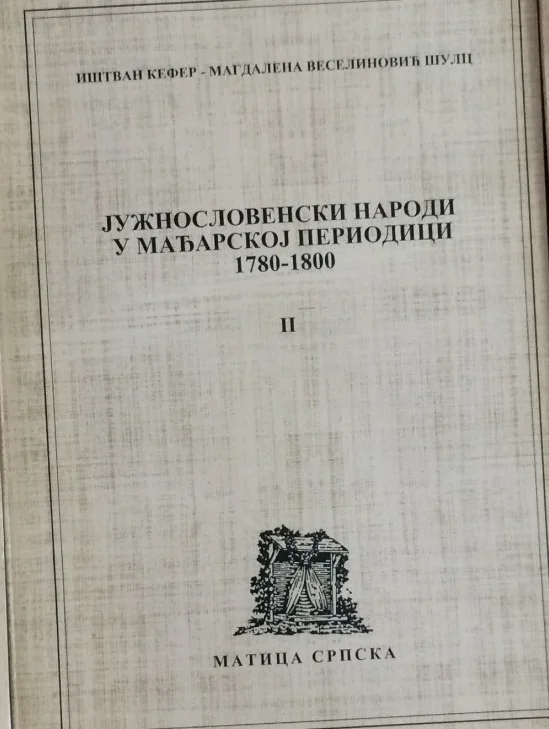 ИШТВАН КЕФЕР - МАГДАЛЕНА ВЕСЕЛИНОВИЋ ШУЛЦ
ЈУЖНОСЛОВЕНСКИ НАРОДИ
У МАЂАРСКОЈ ПЕРИОДИЦИ
1780-1800
II
МАТИЦА СРПСКА